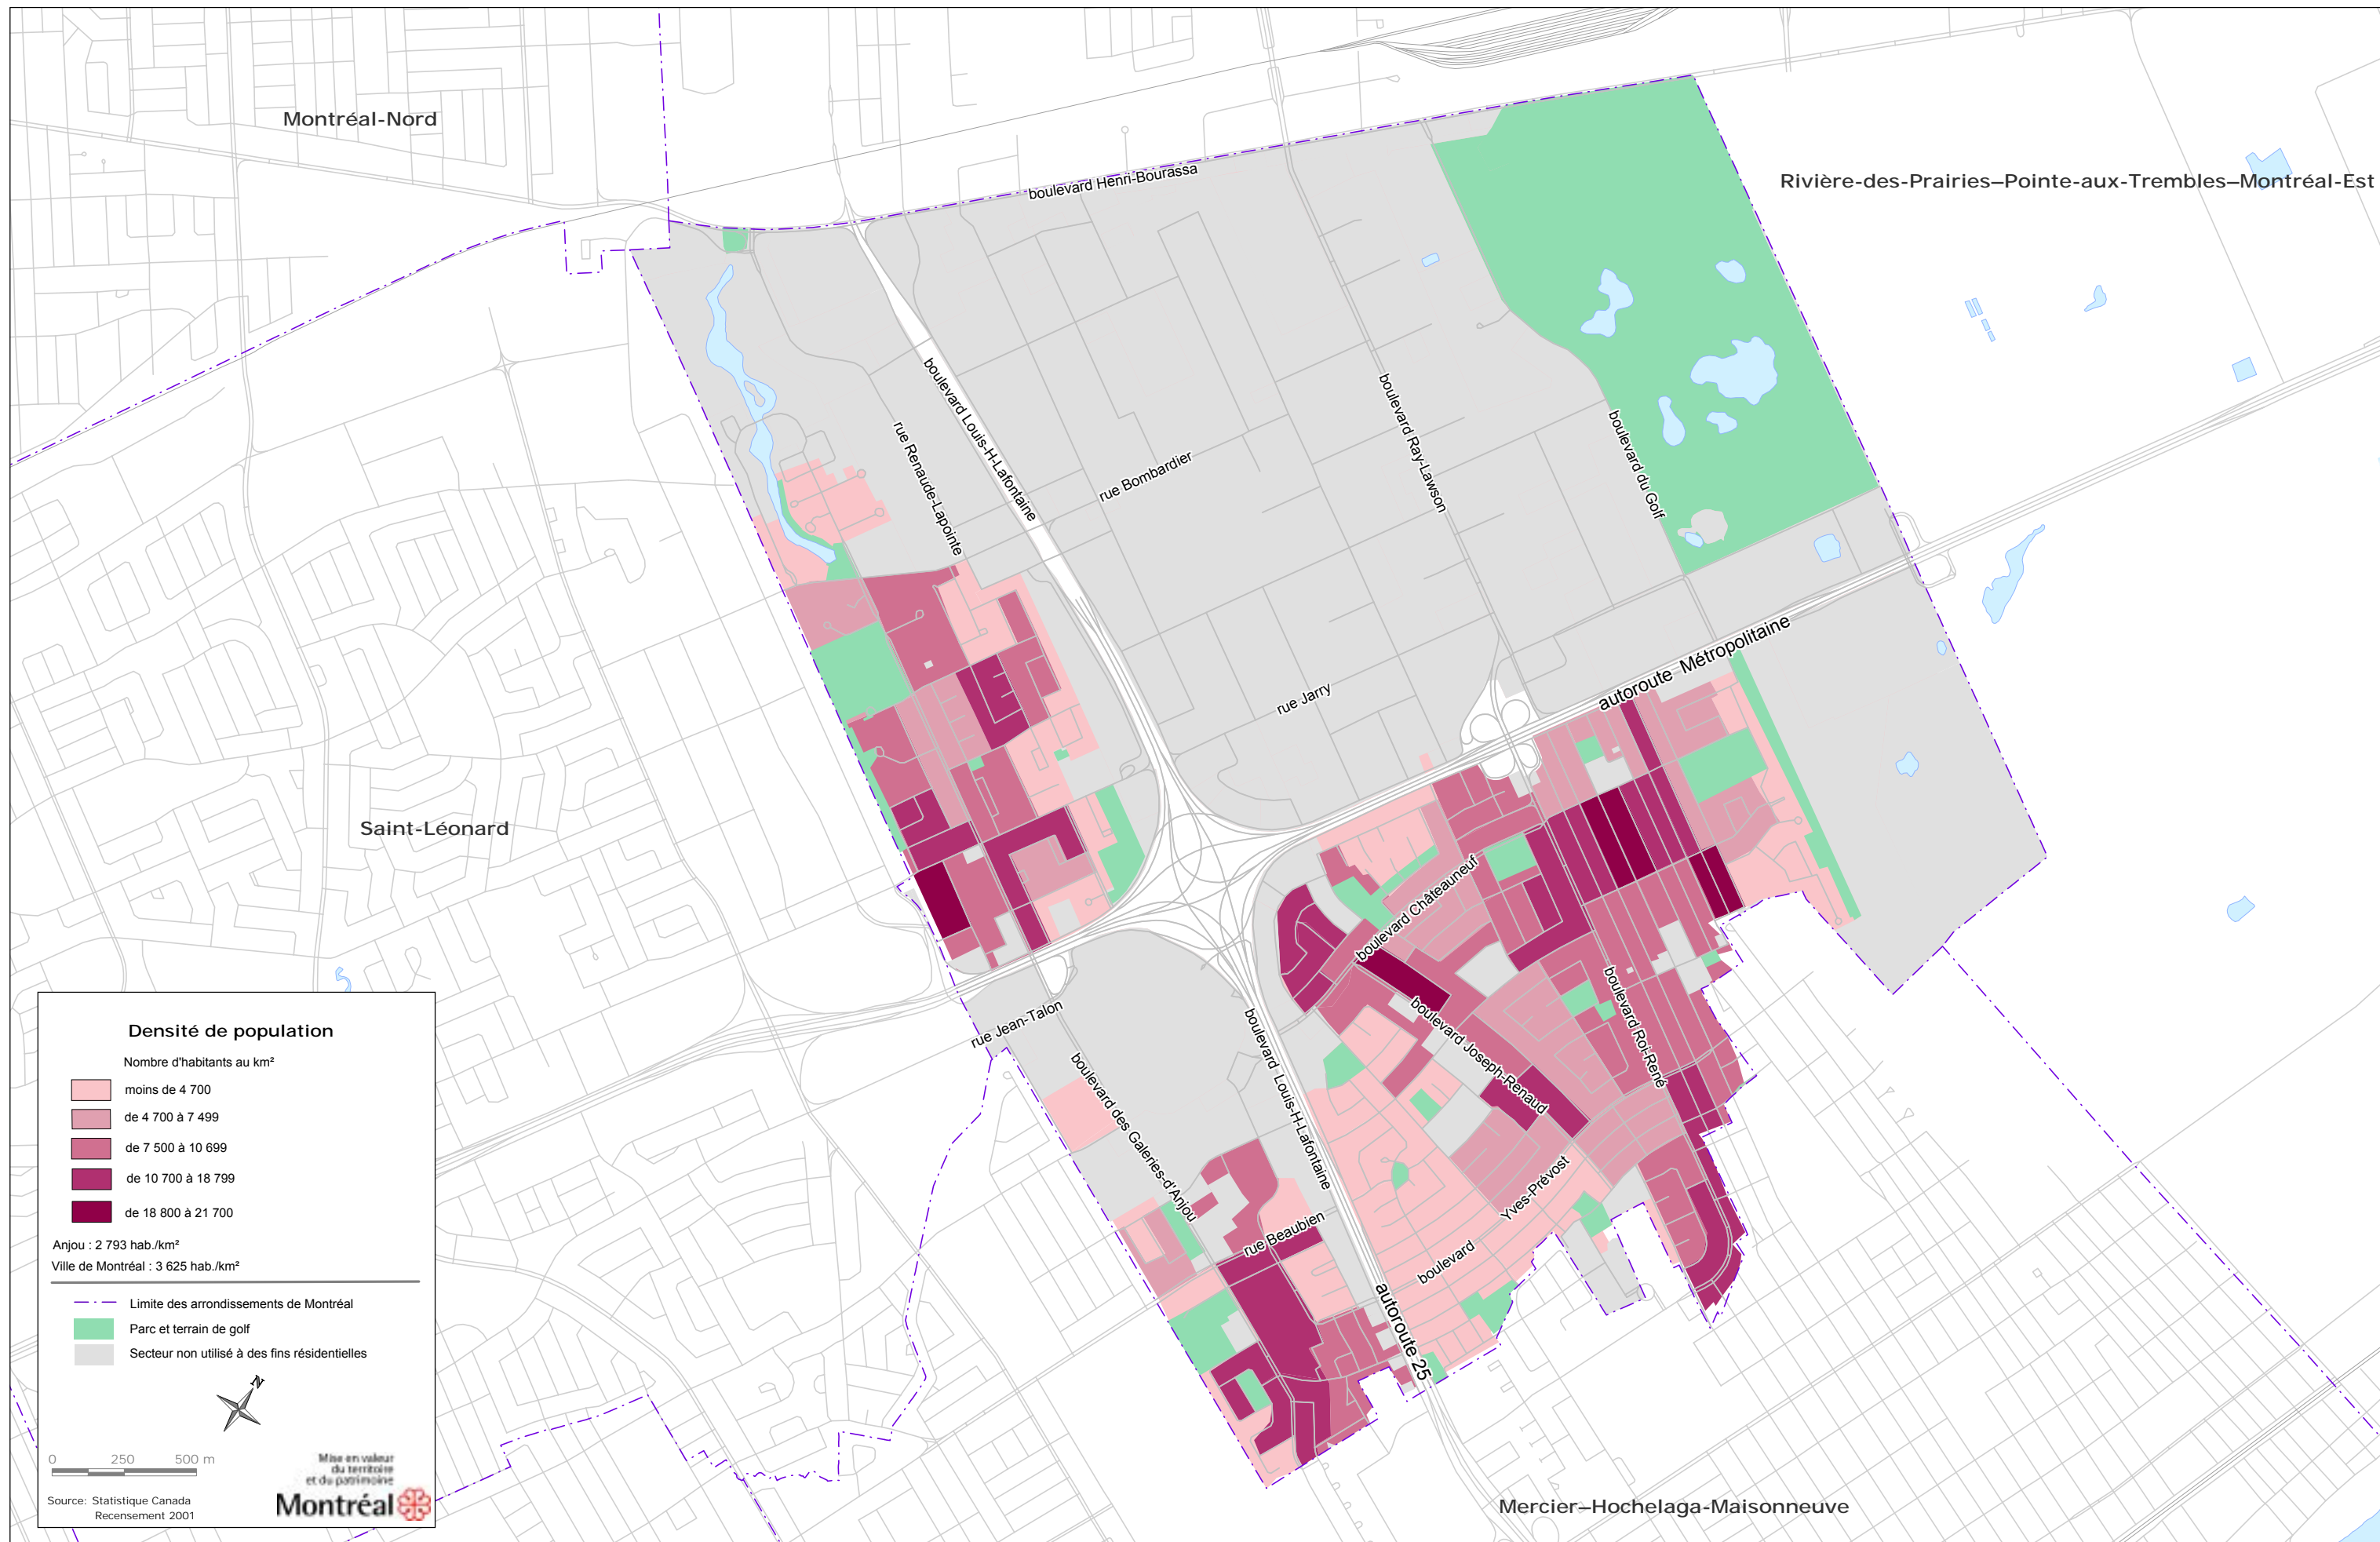 Montréal-Nord
Rivière-des-Prairies–Pointe-aux-Trembles–Montréal-Est
boulevard Henri-Bourassa
boulevard Louis-H-Lafontaine
rue Renaude-Lapointe
rue Bombardier
boulevard Ray-Lawson
boulevard du Golf
autoroute Métropolitaine
rue Jarry
Saint-Léonard
boulevard Châteauneuf
boulevard Joseph-Renaud
boulevard Roi-René
rue Jean-Talon
boulevard des Galeries-d'Anjou
boulevard Louis-H-Lafontaine
rue Beaubien
boulevard Yves-Prévost
autoroute 25
Mercier–Hochelaga-Maisonneuve
Densité de population
Nombre d'habitants au km²
moins de 4 700
de 4 700 à 7 499
de 7 500 à 10 699
de 10 700 à 18 799
de 18 800 à 21 700
Anjou : 2 793 hab./km²
Ville de Montréal : 3 625 hab./km²
Limite des arrondissements de Montréal
Parc et terrain de golf
Secteur non utilisé à des fins résidentielles
N
0 250 500 m
Mise en valeur
du territoire
et du patrimoine
Montréal
Source: Statistique Canada
Recensement 2001